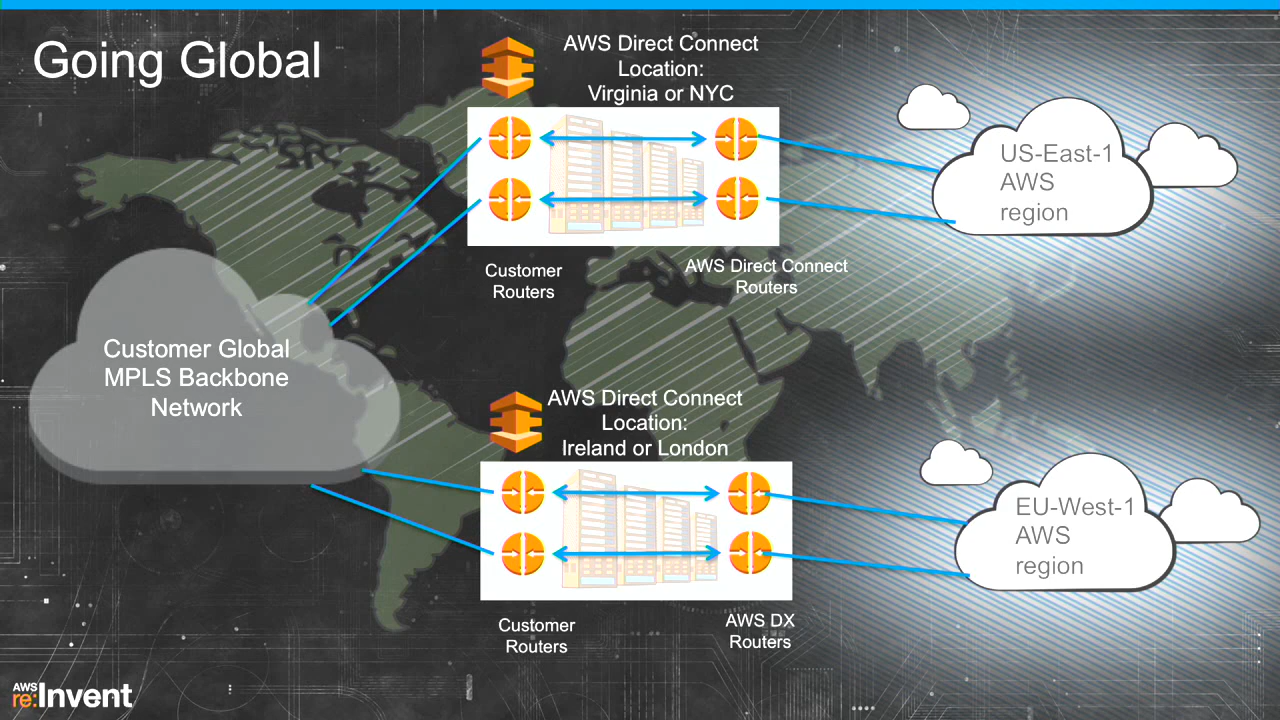 Going Global
AWS Direct Connect
Location:
Virginia or NYC
US-East-1
AWS
region
Customer
Routers
AWS Direct Connect
Routers
Customer Global
MPLS Backbone
Network
AWS Direct Connect
Location:
Ireland or London
EU-West-1
AWS
region
Customer
Routers
AWS DX
Routers
AWS
re:Invent